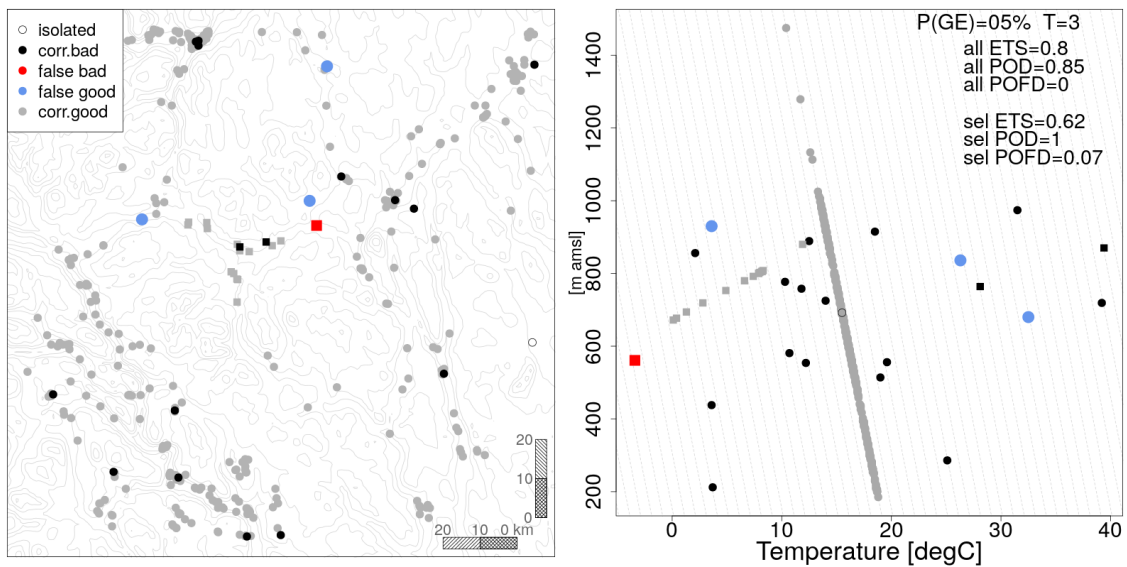 isolated
corr.bad
false bad
false good
corr.good
20
10
0
20 10 0 km
P(GE)=05% T=3
all ETS=0.8
all POD=0.85
all POFD=0
sel ETS=0.62
sel POD=1
sel POFD=0.07
[m amsl]
1400
1200
1000
800
600
400
200
0 10 20 30 40
Temperature [degC]